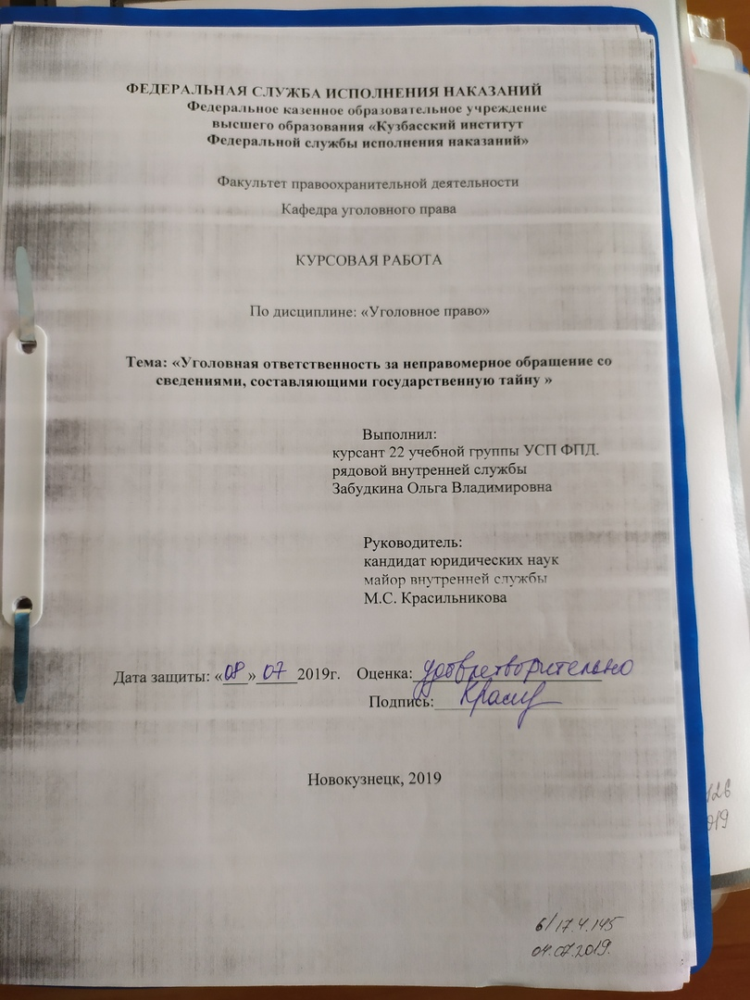 ФЕДЕРАЛЬНАЯ СЛУЖБА ИСПОЛНЕНИЯ НАКАЗАНИЙ
Федеральное казенное образовательное учреждение
высшего образования «Кузбасский институт
Федеральной службы исполнения наказаний»
Факультет правоохранительной деятельности
Кафедра уголовного права
КУРСОВАЯ РАБОТА
По дисциплине: «Уголовное право»
Тема: «Уголовная ответственность за неправомерное обращение со
сведениями, составляющими государственную тайну »
Выполнил:
курсант 22 учебной группы УСП ФПД.
рядовой внутренней службы
Забудкина Ольга Владимировна
Руководитель:
кандидат юридических наук
майор внутренней службы
М.С. Красильникова
Дата защиты: «08» 07 2019г. Оценка: удовлетворительно
Подпись:
Новокузнецк, 2019
6/17.4.145
04.07.2019.